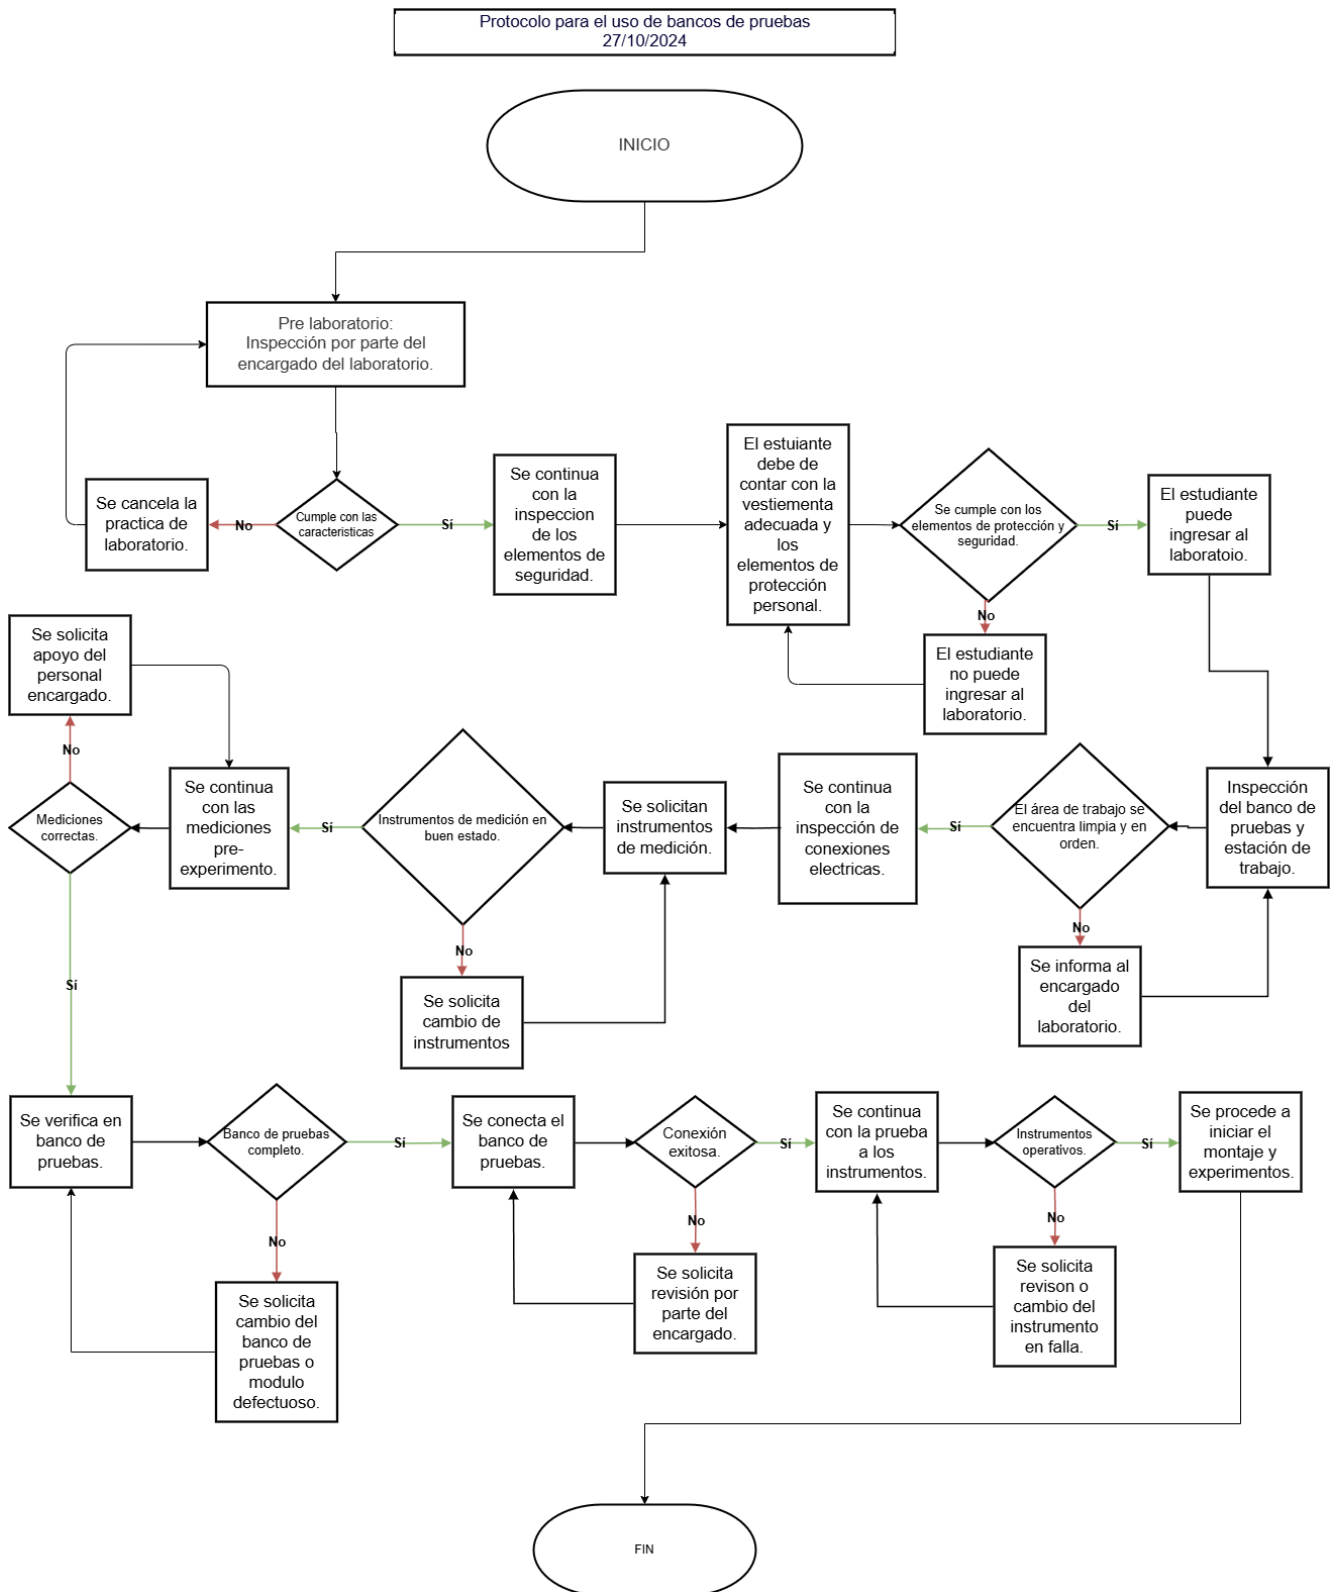 Protocolo para el uso de bancos de pruebas
27/10/2024
INICIO
Pre laboratorio:
Inspección por parte del
encargado del laboratorio.
Cumple con las
características
No
Se cancela la
practica de
laboratorio.
Sí
Se continua
con la
inspeccion
de los
elementos de
seguridad.
El estuiante
debe de
contar con la
vestiementa
adecuada y
los
elementos de
protección
personal.
Se cumple con los
elementos de protección y
seguridad.
Sí
El estudiante
puede
ingresar al
laboratoio.
No
El estudiante
no puede
ingresar al
laboratorio.
Inspección
del banco de
pruebas y
estación de
trabajo.
El área de trabajo se
encuentra limpia y en
orden.
No
Se informa al
encargado
del
laboratorio.
Sí
Se continua
con la
inspección de
conexiones
electricas.
Se solicitan
instrumentos
de medición.
Instrumentos de medición en
buen estado.
No
Se solicita
cambio de
instrumentos
Sí
Se continua
con las
mediciones
pre-
experimento.
Mediciones
correctas.
No
Se solicita
apoyo del
personal
encargado.
Sí
Se verifica en
banco de
pruebas.
Banco de pruebas
completo.
No
Se solicita
cambio del
banco de
pruebas o
modulo
defectuoso.
Sí
Se conecta el
banco de
pruebas.
Conexión
exitosa.
No
Se solicita
revisión por
parte del
encargado.
Sí
Se continua
con la prueba
a los
instrumentos.
Instrumentos
operativos.
No
Se solicita
revison o
cambio del
instrumento
en falla.
Sí
Se procede a
iniciar el
montaje y
experimentos.
FIN